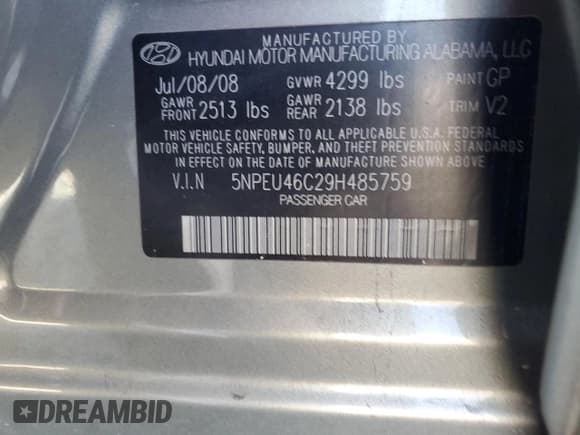 MANUFACTURED BY
HYUNDAI MOTOR MANUFACTURING ALABAMA, LLC
Jul/08/08 GVWR 4299 lbs PAINT GP
GAWR FRONT 2513 lbs GAWR REAR 2138 lbs TRIM V2
THIS VEHICLE CONFORMS TO ALL APPLICABLE U.S.A. FEDERAL
MOTOR VEHICLE SAFETY, BUMPER, AND THEFT PREVENTION
STANDARDS IN EFFECT ON THE DATE OF MANUFACTURE SHOWN ABOVE
V.I.N 5NPEU46C29H485759
PASSENGER CAR
DREAMBID